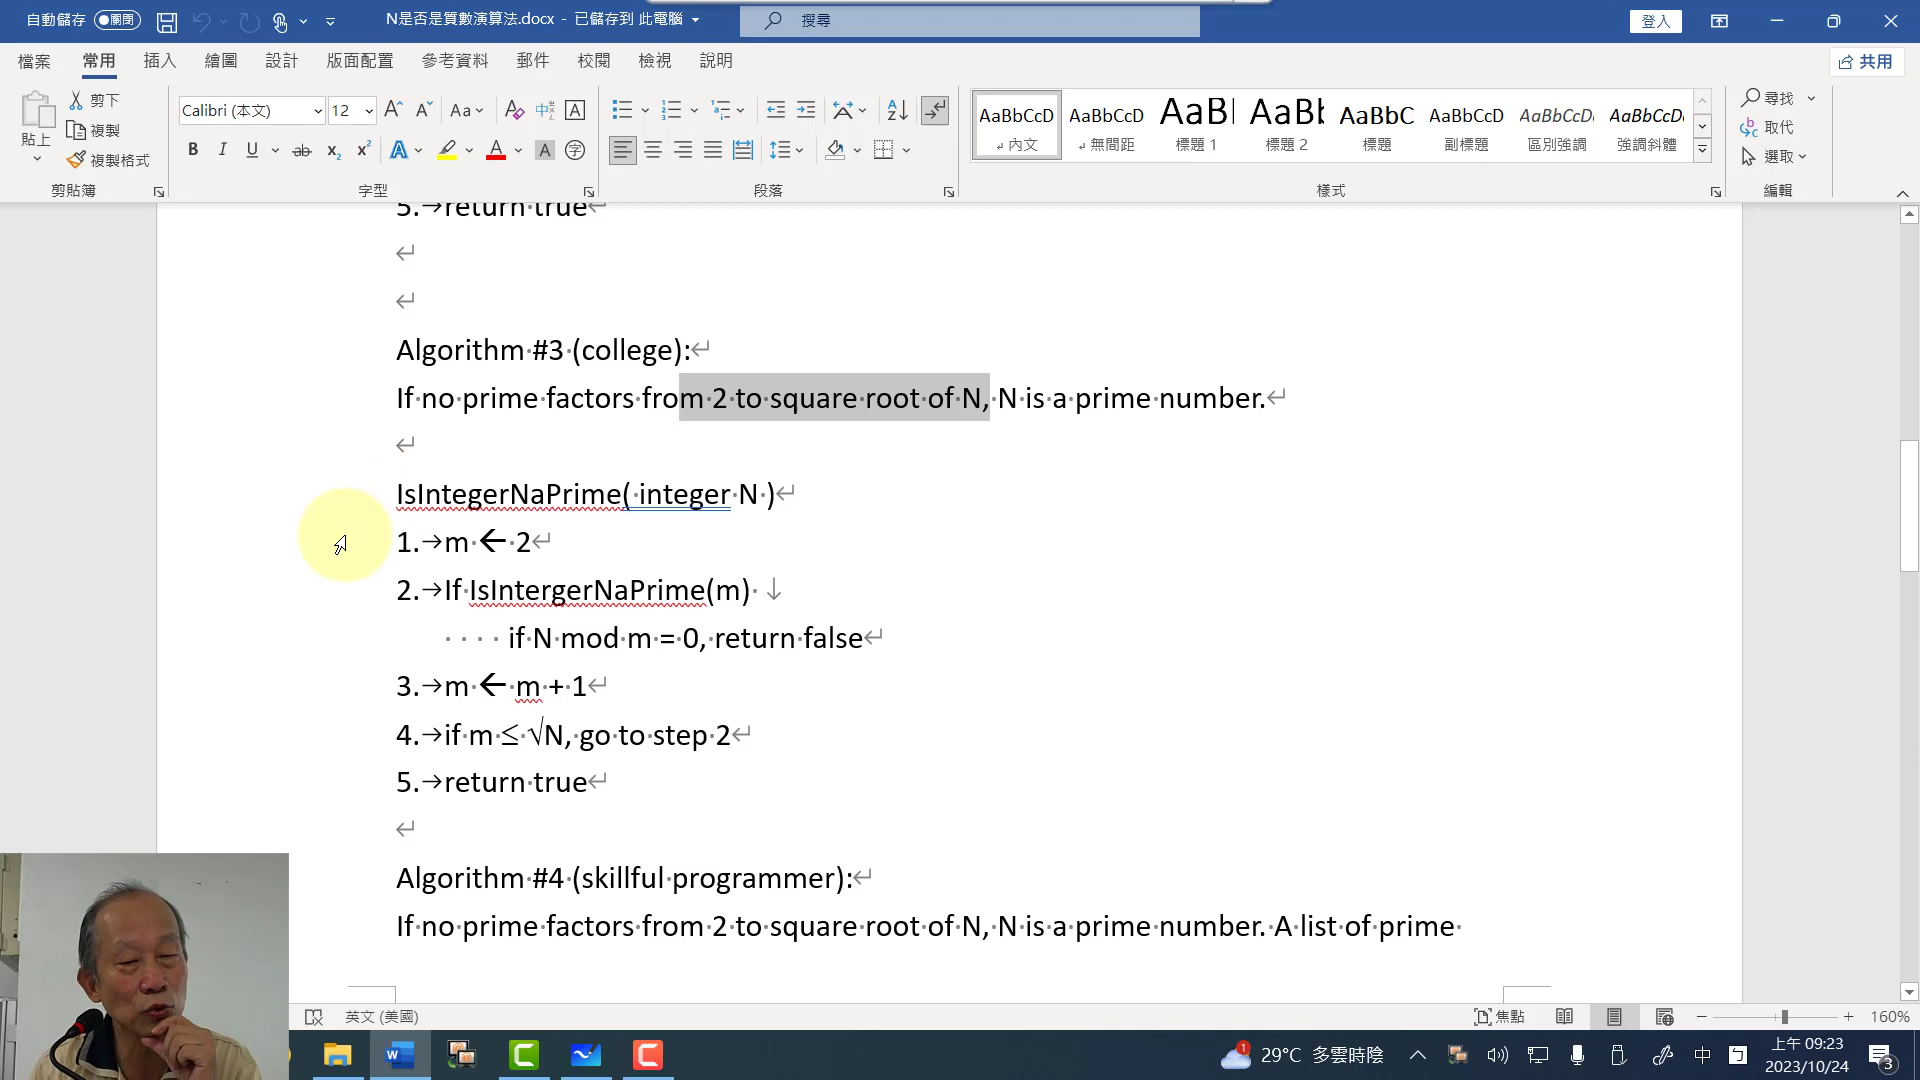 自動儲存 關閉 N是否是質數演算法.docx - 已儲存到 此電腦 搜尋 登入
檔案 常用 插入 繪圖 設計 版面配置 參考資料 郵件 校閱 檢視 說明 共用
貼上 剪下 複製 複製格式 剪貼簿
Calibri (本文) 12 字型
段落
AaBbCcD AaBbCcD AaBl AaBb AaBbC AaBbCcD AaBbCcD AaBbCcD
內文 無間距 標題 1 標題 2 標題 副標題 區別強調 強調斜體
樣式
尋找 取代 選取 編輯
5. return true
Algorithm #3 (college):
If no prime factors from 2 to square root of N, N is a prime number.
IsIntegerNaPrime( integer N )
1. m ← 2
2. If IsIntergerNaPrime(m)
if N mod m = 0, return false
3. m ← m + 1
4. if m ≤ √N, go to step 2
5. return true
Algorithm #4 (skillful programmer):
If no prime factors from 2 to square root of N, N is a prime number. A list of prime
英文 (美國) 焦點 160%
29°C 多雲時陰 中 上午 09:23
2023/10/24 3